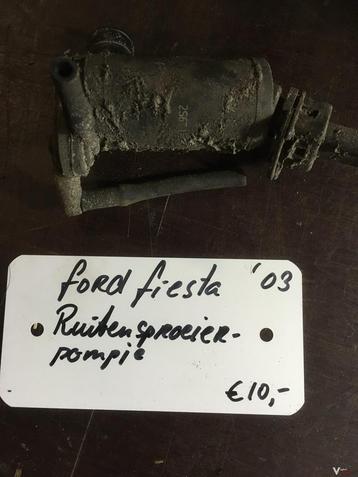 ford fiesta '03
Ruitensproeier-
pompje
€10,-